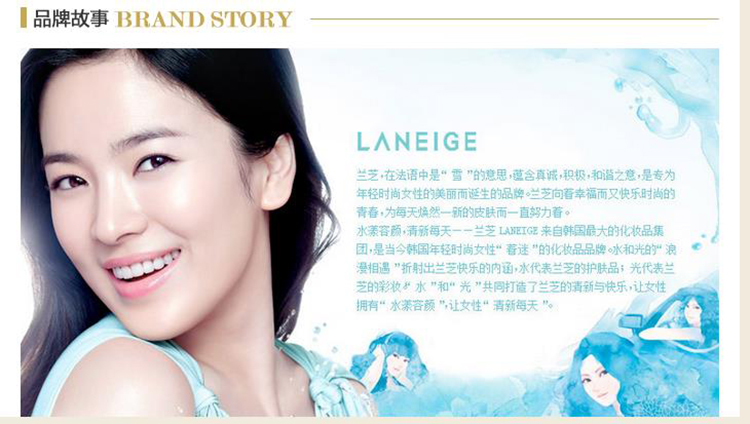 品牌故事 BRAND STORY
LANEIGE
兰芝,在法语中是“雪”的意思,蕴含真诚,积极,和谐之意,是专为
年轻时尚女性的美丽而诞生的品牌。兰芝向着幸福而又快乐时尚的
青春,为每天焕然一新的皮肤而一直努力着。
水漾容颜,清新每天——兰芝 LANEIGE 来自韩国最大的化妆品集
团,是当今韩国年轻时尚女性“着迷”的化妆品品牌。水和光的“浪
漫相遇”折射出兰芝快乐的内涵,水代表兰芝的护肤品;光代表兰
芝的彩妆。“水”和“光”共同打造了兰芝的清新与快乐,让女性
拥有“水漾容颜”,让女性“清新每天”。